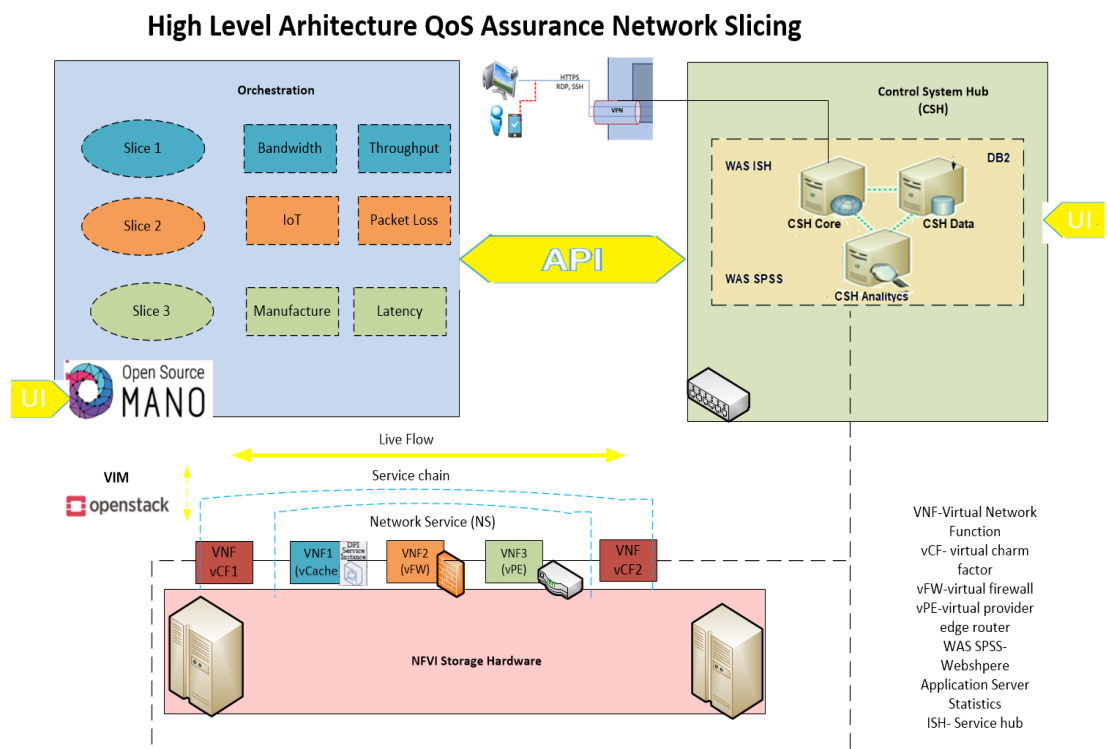 High Level Arhitecture QoS Assurance Network Slicing
Orchestration
Slice 1
Bandwidth
Throughput
Slice 2
IoT
Packet Loss
Slice 3
Manufacture
Latency
UI
Open Source
MANO
HTTPS
RDP, SSH
VPN
API
Control System Hub
(CSH)
WAS ISH
DB2
CSH Core
CSH Data
WAS SPSS
CSH Analitycs
UI
Live Flow
VIM
openstack
Service chain
Network Service (NS)
VNF
vCF1
VNF1
(vCache)
DPI
Service
Instance
VNF2
(vFW)
VNF3
(vPE)
VNF
vCF2
NFVI Storage Hardware
VNF-Virtual Network
Function
vCF- virtual charm
factor
vFW-virtual firewall
vPE-virtual provider
edge router
WAS SPSS-
Webshpere
Application Server
Statistics
ISH- Service hub